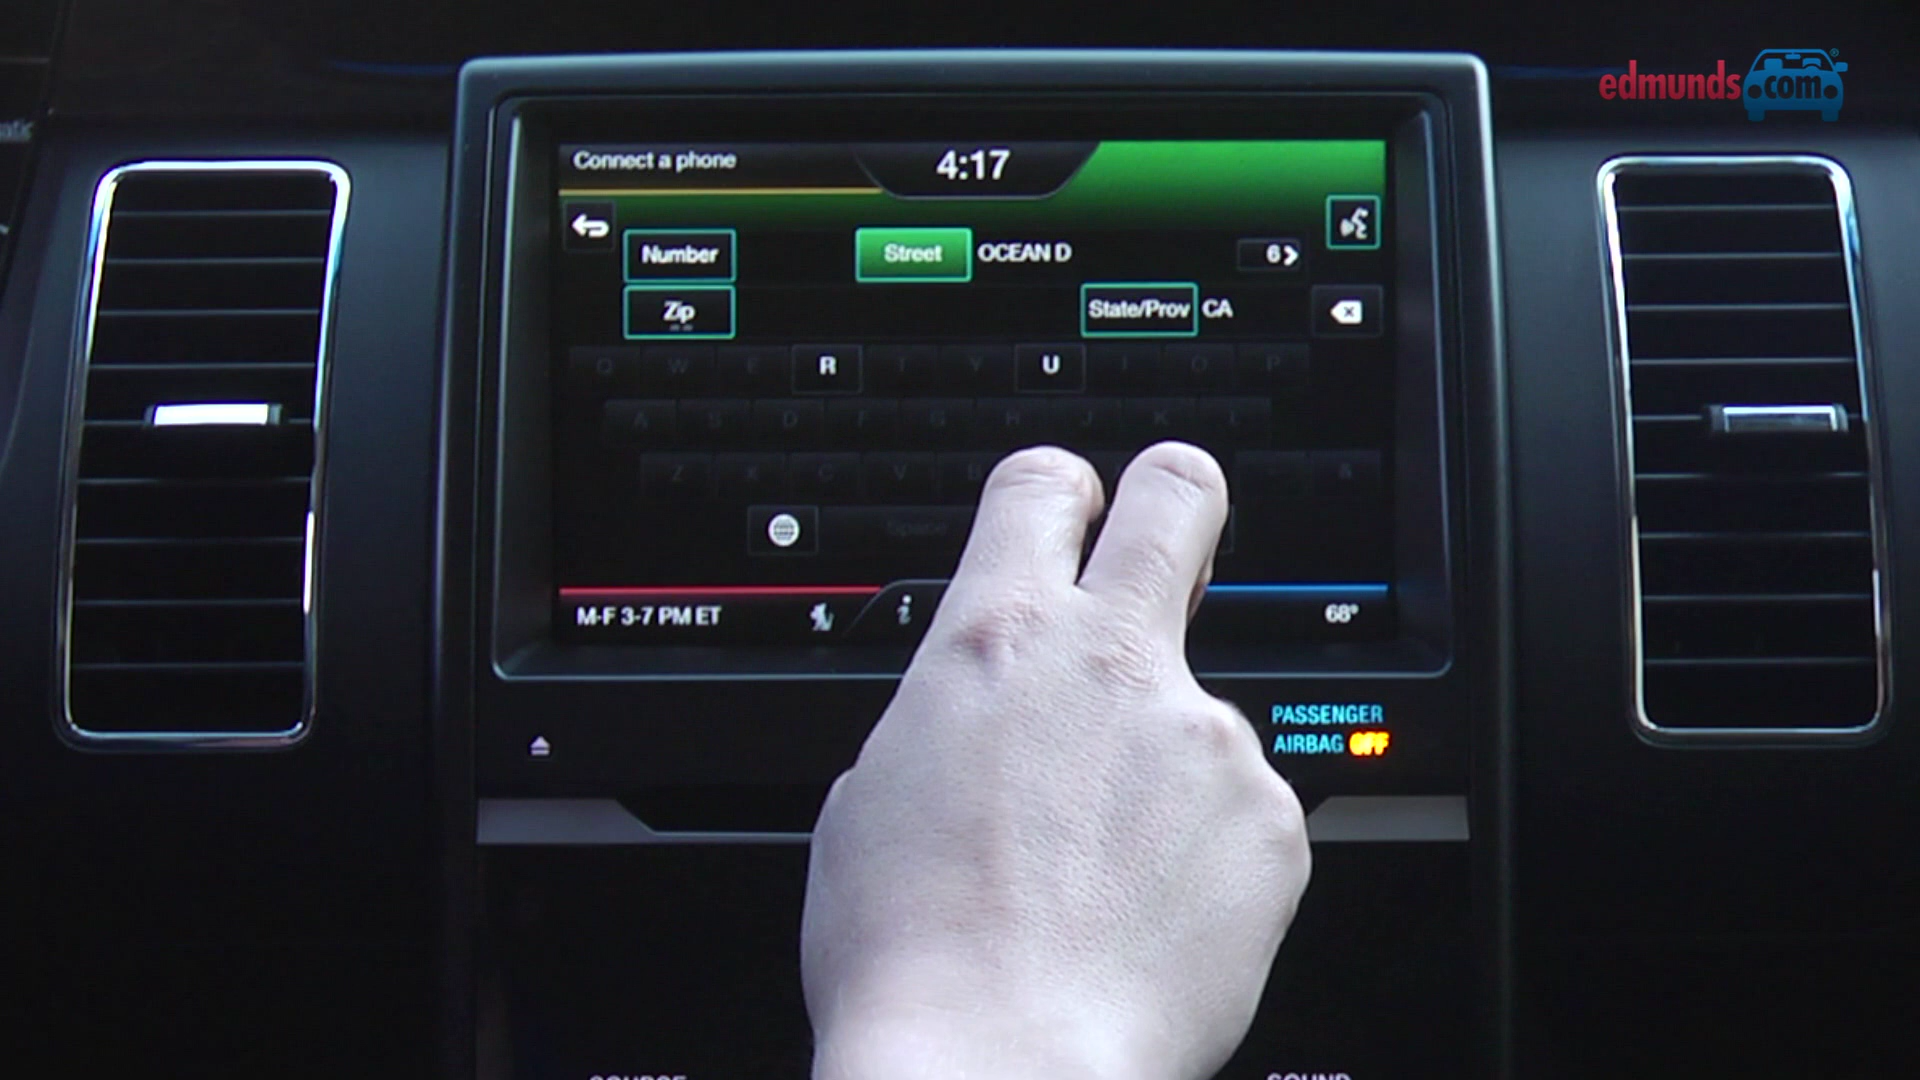 edmunds.com
Connect a phone
4:17
Number
Street OCEAN D
6
Zip
State/Prov CA
Q W E R T Y U I O P
A S D F G H J K L
Z X C V B
&
Space
M-F 3-7 PM ET
68°
PASSENGER
AIRBAG OFF